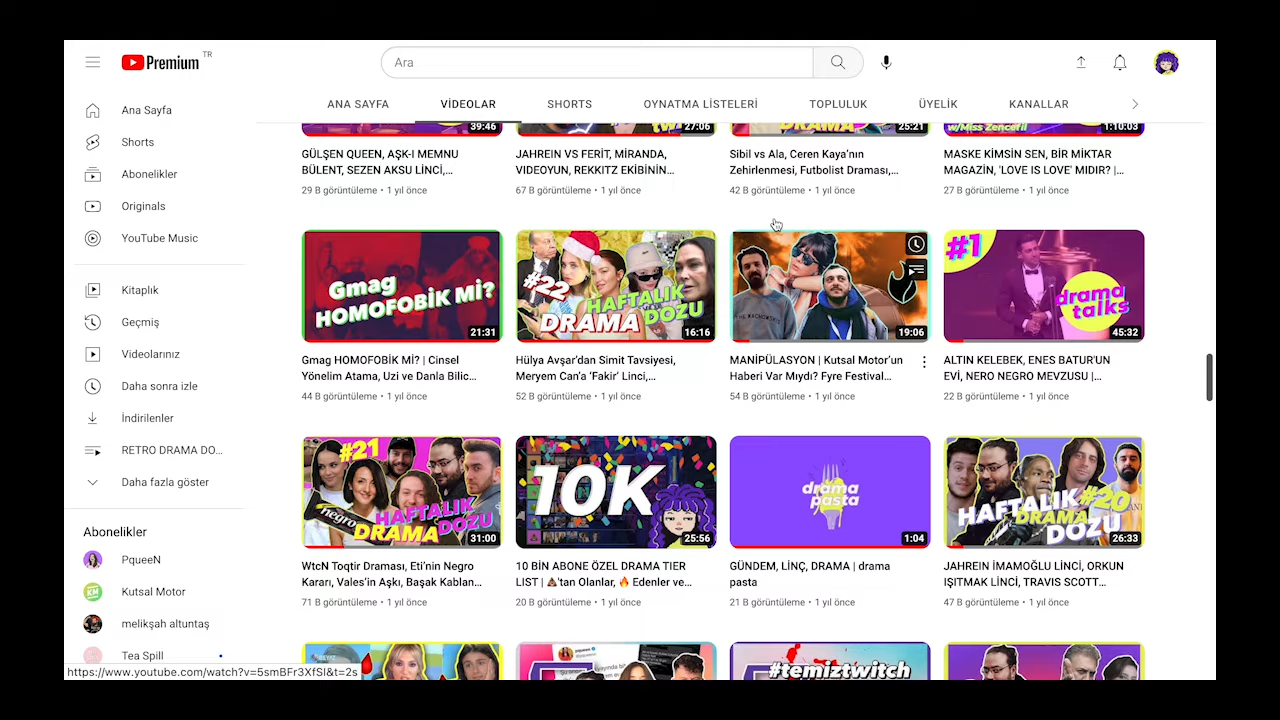 Premium TR
Ara
ANA SAYFA
VİDEOLAR
SHORTS
OYNATMA LİSTELERİ
TOPLULUK
ÜYELİK
KANALLAR
Ana Sayfa
Shorts
Abonelikler
Originals
YouTube Music
Kitaplık
Geçmiş
Videolarınız
Daha sonra izle
İndirilenler
RETRO DRAMA DO...
Daha fazla göster
Abonelikler
PqueeN
Kutsal Motor
melikşah altuntaş
Tea Spill
39:46
27:06
DRAMA
25:21
w/Miss Zencefil
1:10:03
GÜLŞEN QUEEN, AŞK-I MEMNU
BÜLENT, SEZEN AKSU LİNCİ,...
29 B görüntüleme • 1 yıl önce
JAHREIN VS FERİT, MİRANDA,
VIDEOYUN, REKKITZ EKİBİNİN...
67 B görüntüleme • 1 yıl önce
Sibil vs Ala, Ceren Kaya’nın
Zehirlenmesi, Futbolist Draması,...
42 B görüntüleme • 1 yıl önce
MASKE KİMSİN SEN, BİR MİKTAR
MAGAZİN, 'LOVE IS LOVE' MIDIR? |...
27 B görüntüleme • 1 yıl önce
Gmag
HOMOFOBİK Mİ?
21:31
#22
HAFTALIK
DRAMA DOZU
16:16
THE WACHOWSKIS
19:06
#1
drama
talks
45:32
Gmag HOMOFOBİK Mİ? | Cinsel
Yönelim Atama, Uzi ve Danla Bilic...
44 B görüntüleme • 1 yıl önce
Hülya Avşar’dan Simit Tavsiyesi,
Meryem Can’a ‘Fakir’ Linci,...
52 B görüntüleme • 1 yıl önce
MANİPÜLASYON | Kutsal Motor’un
Haberi Var Mıydı? Fyre Festival...
54 B görüntüleme • 1 yıl önce
ALTIN KELEBEK, ENES BATUR'UN
EVİ, NERO NEGRO MEVZUSU |...
22 B görüntüleme • 1 yıl önce
#21
negro
HAFTALIK
DRAMA DOZU
31:00
10K
25:56
drama
pasta
1:04
HAFTALIK #20
DRAMA
DOZU
26:33
WtcN Toqtir Draması, Eti’nin Negro
Kararı, Vales’in Aşkı, Başak Kablan...
71 B görüntüleme • 1 yıl önce
10 BİN ABONE ÖZEL DRAMA TIER
LIST | 💩'tan Olanlar, 🔥 Edenler ve...
20 B görüntüleme • 1 yıl önce
GÜNDEM, LİNÇ, DRAMA | drama
pasta
21 B görüntüleme • 1 yıl önce
JAHREIN İMAMOĞLU LİNCİ, ORKUN
IŞITMAK LİNCİ, TRAVIS SCOTT...
47 B görüntüleme • 1 yıl önce
pqueen
#temiztwitch
https://www.youtube.com/watch?v=5smBFr3XfSI&t=2s